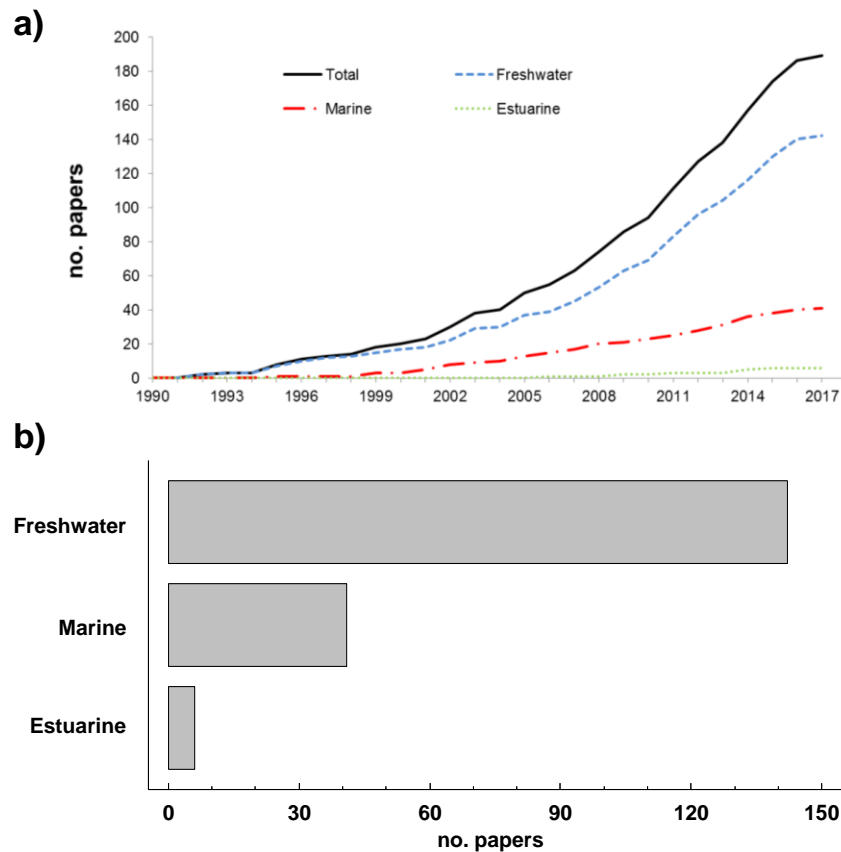 a)
200
180
160
140
120
100
80
60
40
20
0
no. papers
Total
Freshwater
Marine
Estuarine
1990 1993 1996 1999 2002 2005 2008 2011 2014 2017
b)
Freshwater
Marine
Estuarine
0 30 60 90 120 150
no. papers